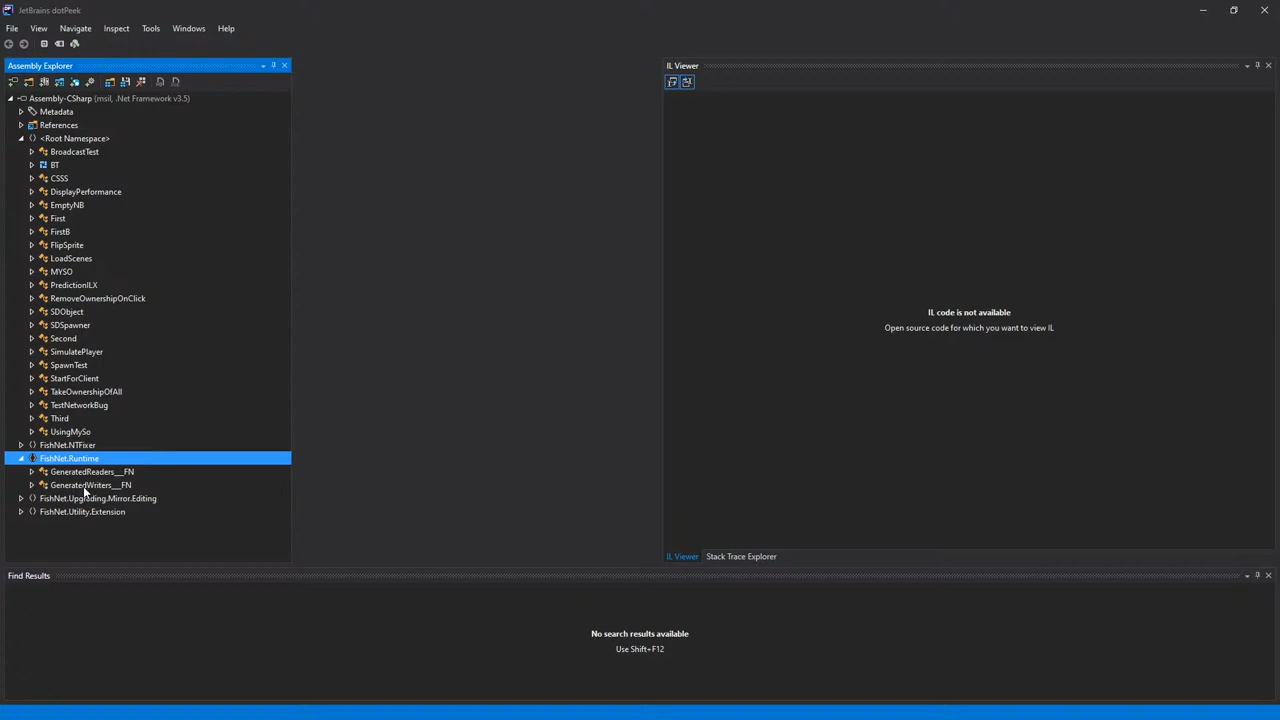 JetBrains dotPeek
File View Navigate Inspect Tools Windows Help
Assembly Explorer
Assembly-CSharp (msil, .Net Framework v3.5)
Metadata
References
<Root Namespace>
BroadcastTest
BT
CSSS
DisplayPerformance
EmptyNB
First
FirstB
FlipSprite
LoadScenes
MYSO
PredictionILX
RemoveOwnershipOnClick
SDObject
SDSpawner
Second
SimulatePlayer
SpawnTest
StartForClient
TakeOwnershipOfAll
TestNetworkBug
Third
UsingMySo
FishNet.NTFixer
FishNet.Runtime
GeneratedReaders___FN
GeneratedWriters___FN
FishNet.Upgrading.Mirror.Editing
FishNet.Utility.Extension
IL Viewer
IL code is not available
Open source code for which you want to view IL
IL Viewer Stack Trace Explorer
Find Results
No search results available
Use Shift+F12